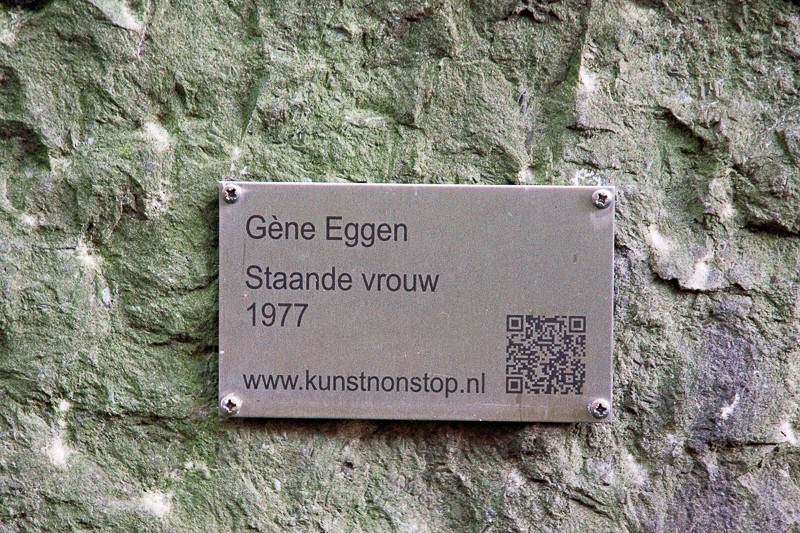 Gène Eggen
Staande vrouw
1977
www.kunstnonstop.nl